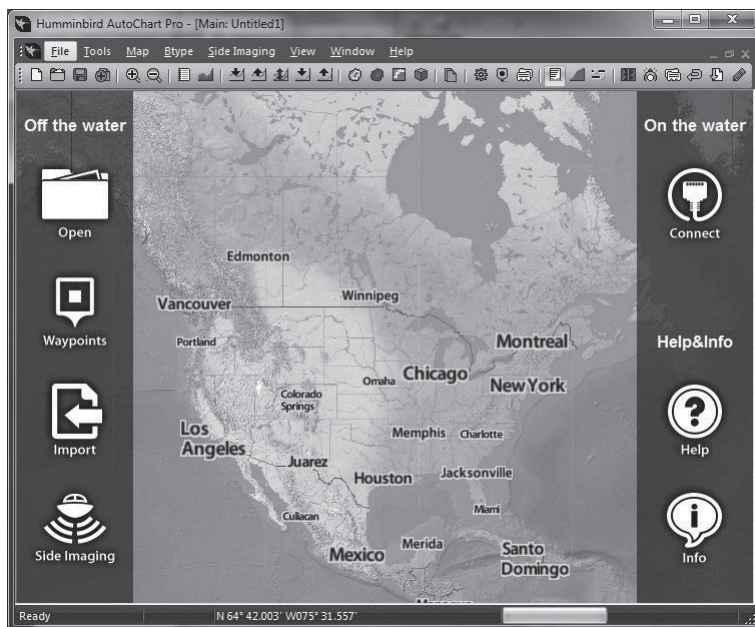 Humminbird AutoChart Pro - [Main: Untitled1]
File Tools Map Btype Side Imaging View Window Help
Off the water
On the water
Open
Connect
Edmonton
Vancouver
Winnipeg
Waypoints
Portland
Montreal
Help&Info
Chicago
Omaha
New York
Colorado
Springs
Los
Angeles
Memphis
Charlotte
Import
Help
Juarez
Houston
Jacksonville
Miami
Culiacan
Side Imaging
Mexico
Merida
Santo
Domingo
Info
Ready
N 64° 42.003' W075° 31.557'